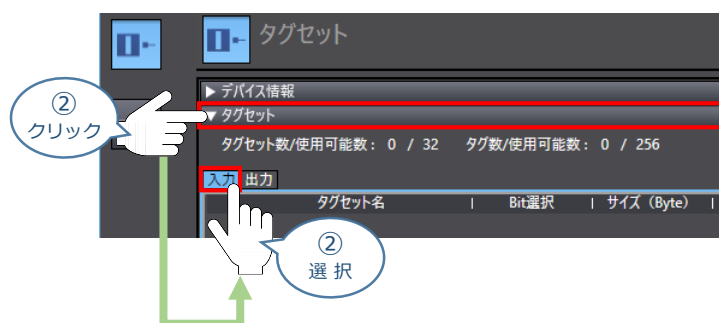 タグセット
▶ デバイス情報
▼ タグセット
②
クリック
タグセット数/使用可能数： 0 / 32 タグ数/使用可能数： 0 / 256
入力 出力
タグセット名 | Bit選択 | サイズ（Byte） |
②
選 択